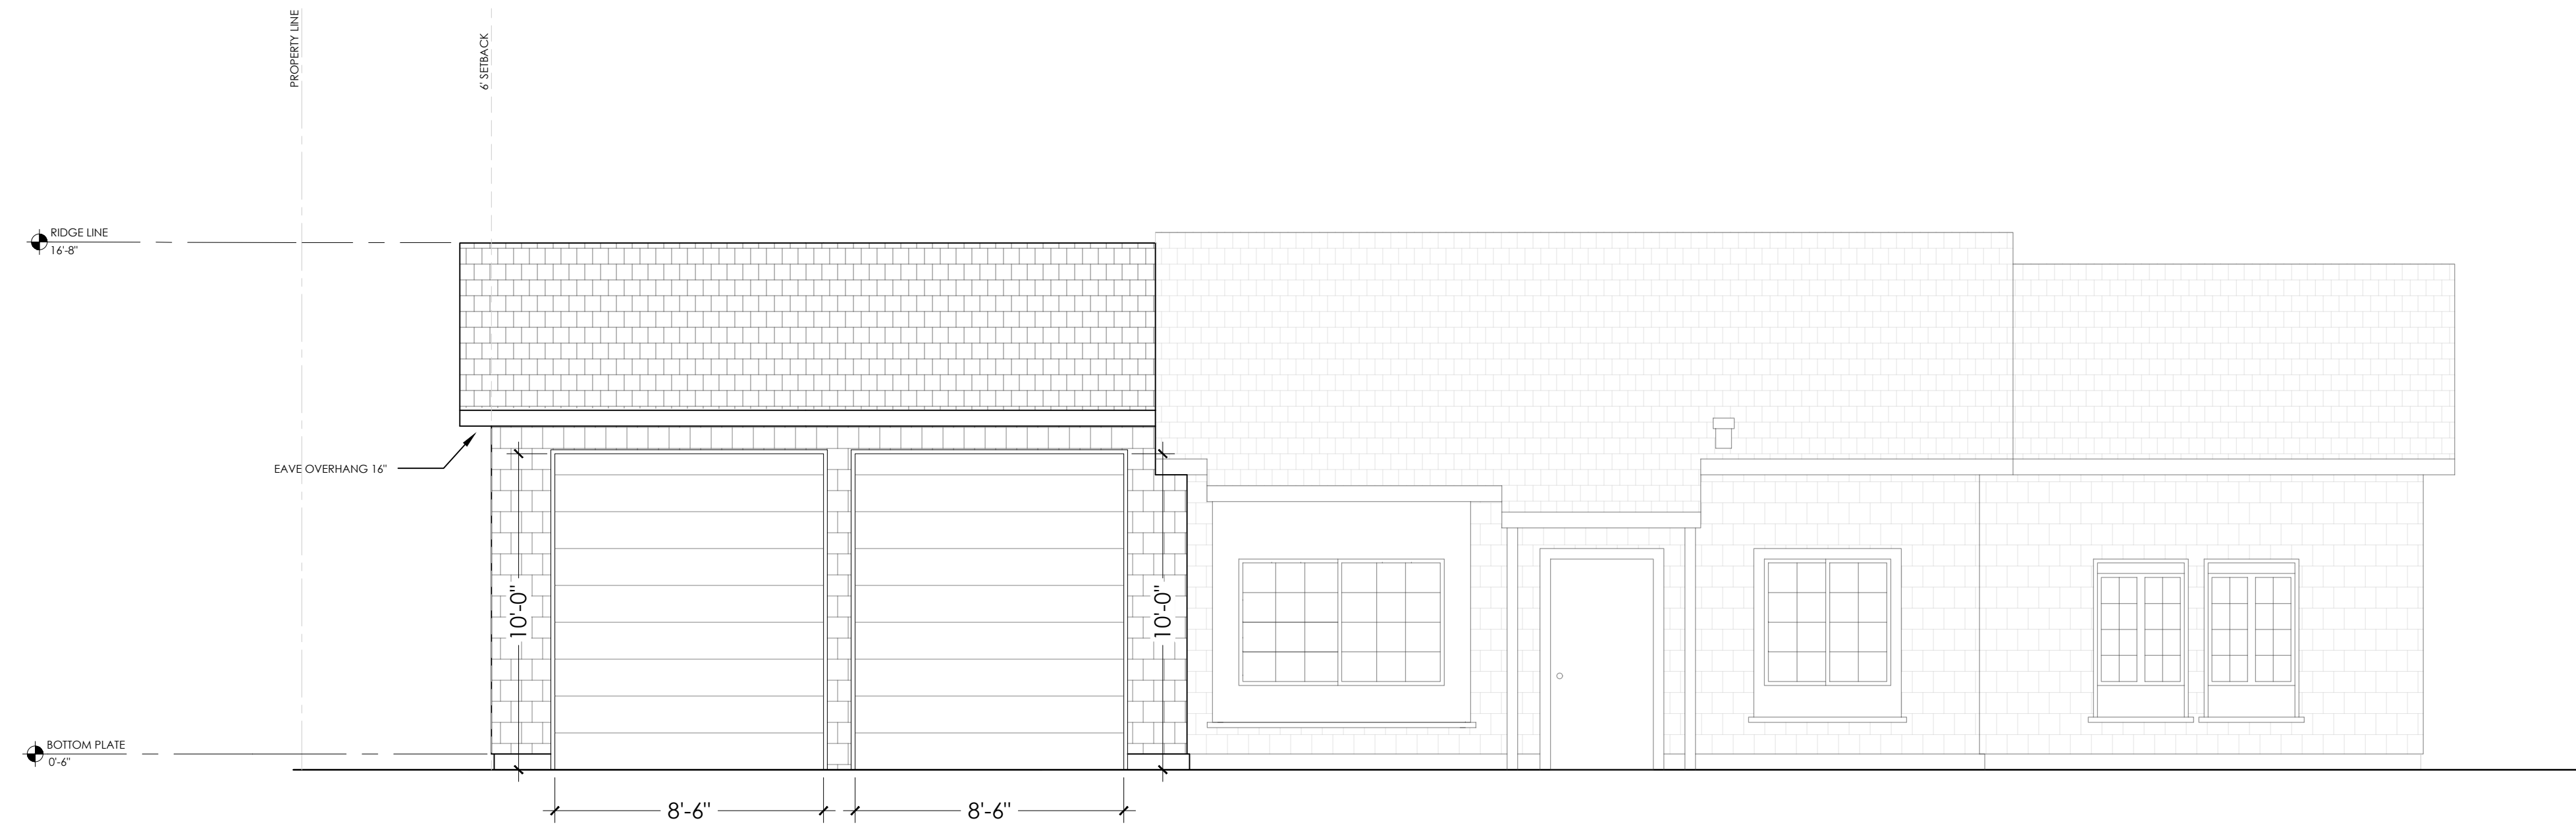 PROPERTY LINE
6' SETBACK
RIDGE LINE
16'-8"
EAVE OVERHANG 16"
10'-0"
10'-0"
BOTTOM PLATE
0'-6"
8'-6"
8'-6"